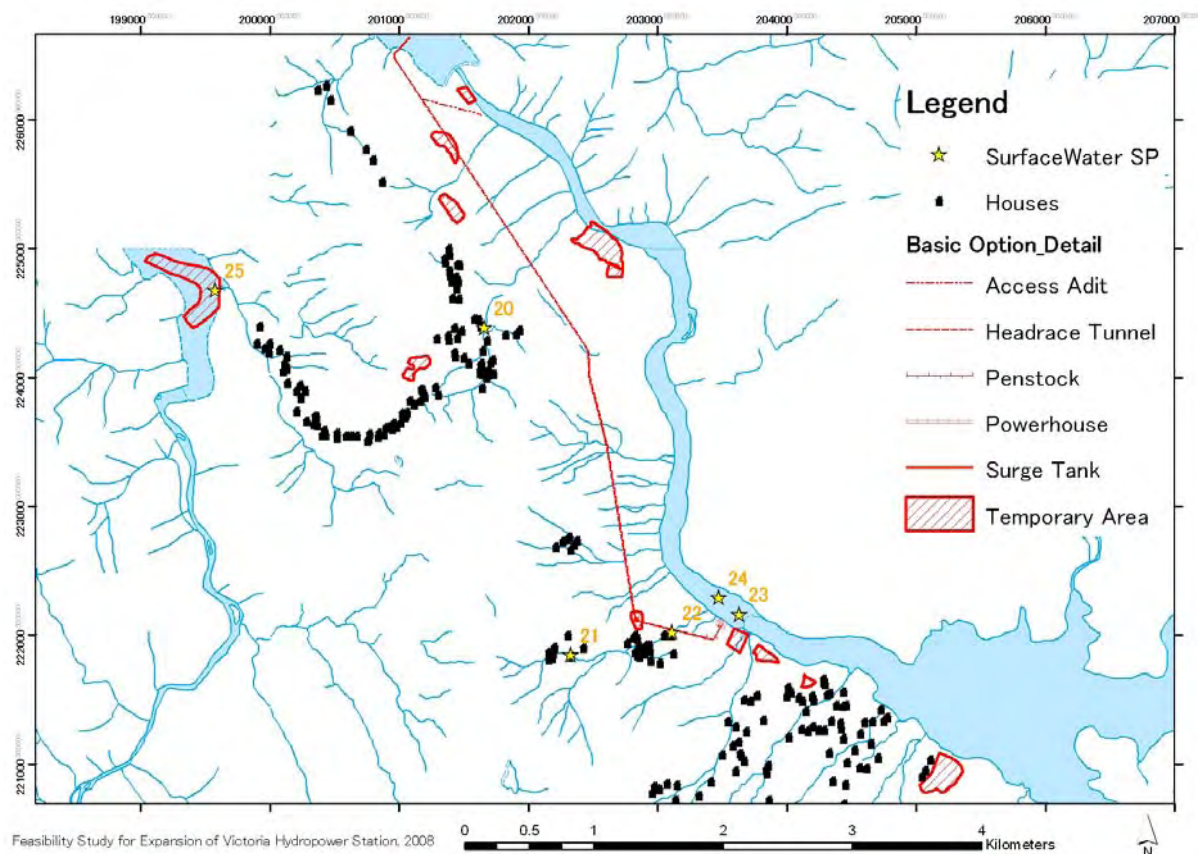 199000 200000 201000 202000 203000 204000 205000 206000 207000
226000
225000
224000
223000
222000
221000
25
20
24
23
22
21
Legend
SurfaceWater SP
Houses
Basic Option_Detail
Access Adit
Headrace Tunnel
Penstock
Powerhouse
Surge Tank
Temporary Area
Feasibility Study for Expansion of Victoria Hydropower Station, 2008
0 0.5 1 2 3 4
Kilometers
N